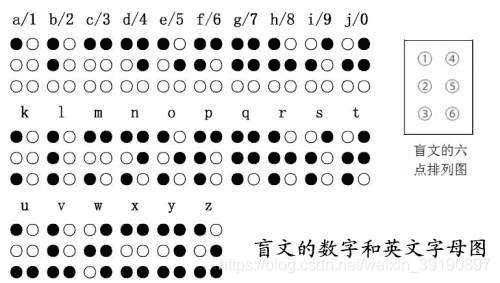 a/1 b/2 c/3 d/4 e/5 f/6 g/7 h/8 i/9 j/0
k l m n o p q r s t
u v w x y z
① ④
② ⑤
③ ⑥
盲文的六
点排列图
盲文的数字和英文字母图
https://blog.csdn.net/weixin_39190897